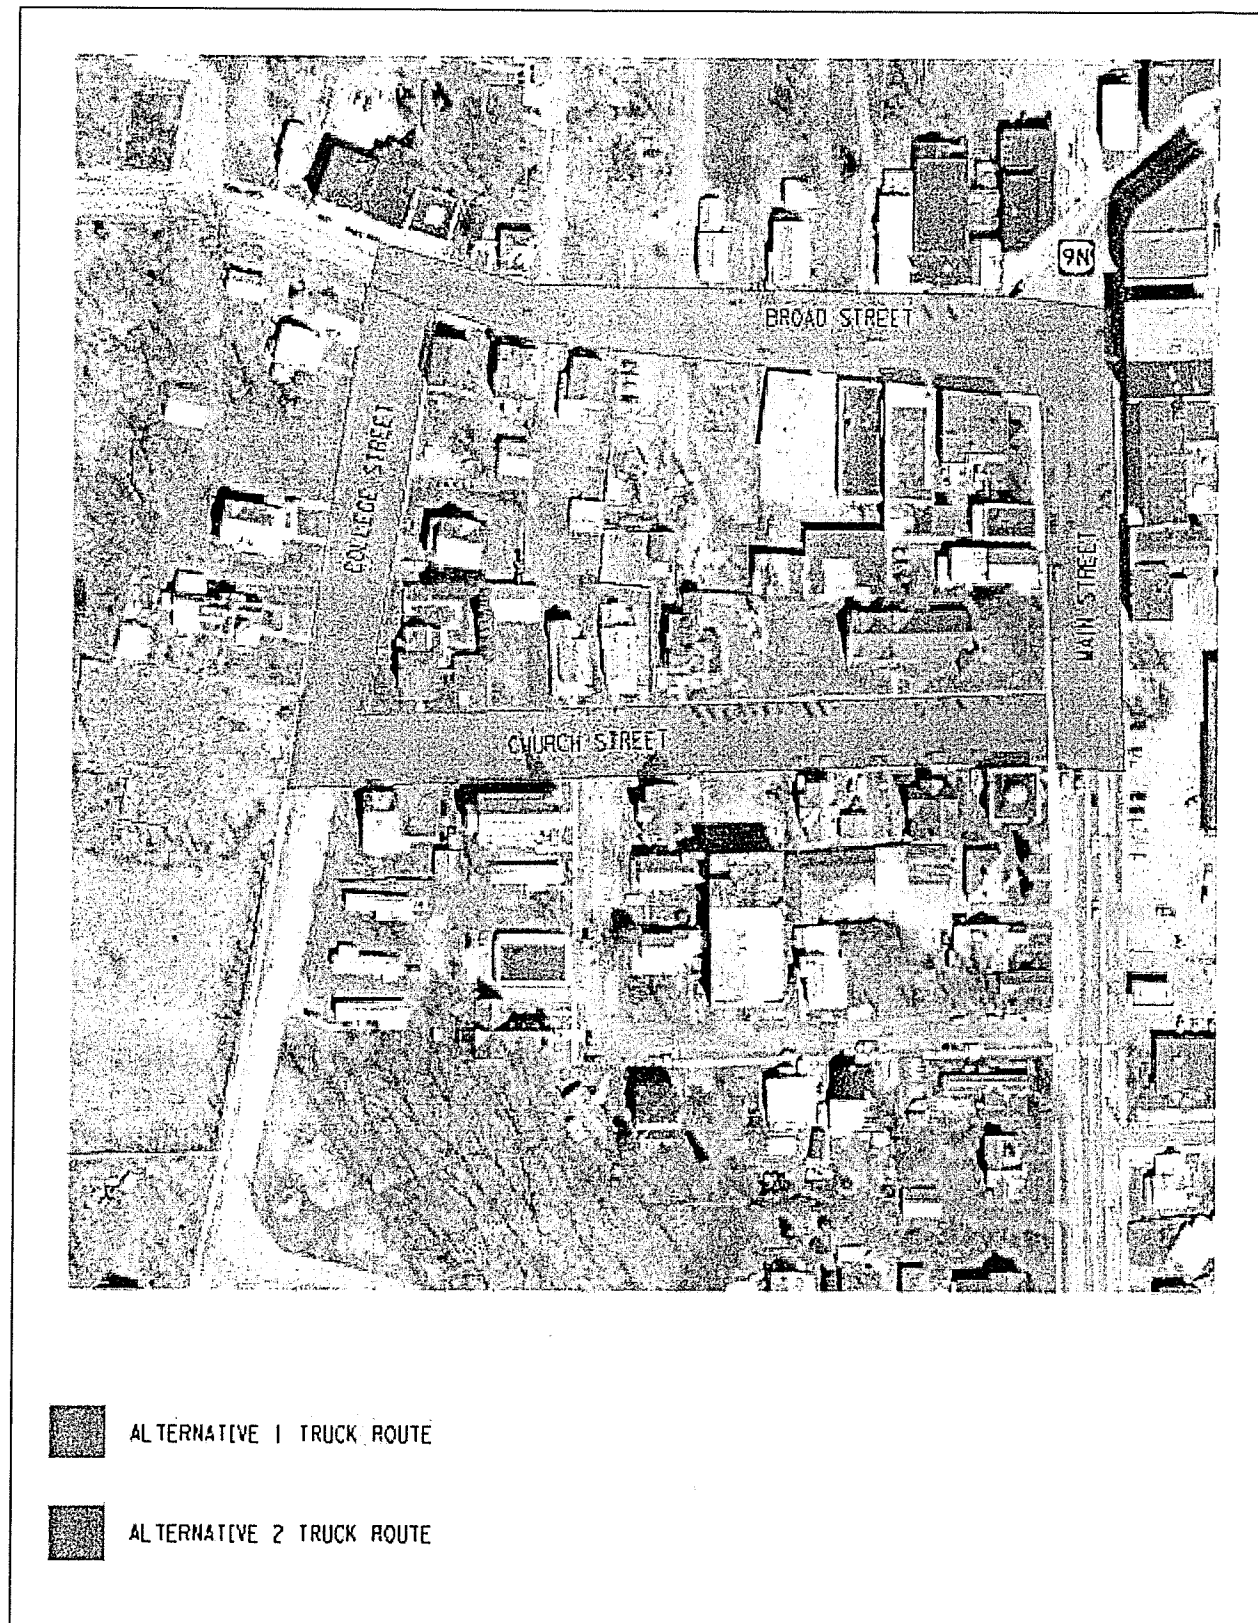 9N
BROAD STREET
COLLEGE STREET
MAIN STREET
CHURCH STREET
ALTERNATIVE 1 TRUCK ROUTE
ALTERNATIVE 2 TRUCK ROUTE